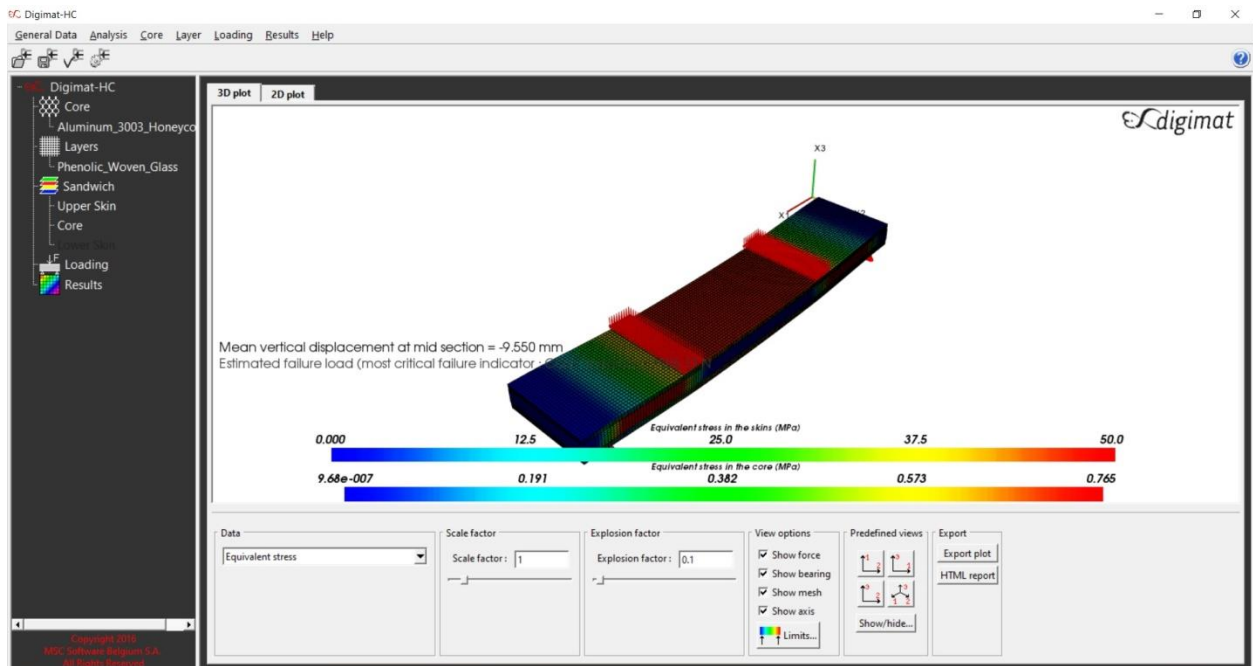 Digimat-HC
General Data Analysis Core Layer Loading Results Help
Digimat-HC
Core
Aluminum_3003_Honeyco
Layers
Phenolic_Woven_Glass
Sandwich
Upper Skin
Core
Lower Skin
Loading
Results
Copyright 2016
MSC Software Belgium S.A.
All Rights Reserved
3D plot 2D plot
digimat
X3
X2
Mean vertical displacement at mid section = -9.550 mm
Estimated failure load (most critical failure indicator :
Equivalent stress in the skins (MPa)
0.000 12.5 25.0 37.5 50.0
Equivalent stress in the core (MPa)
9.68e-007 0.191 0.382 0.573 0.765
Data
Equivalent stress
Scale factor
Scale factor : 1
Explosion factor
Explosion factor : 0.1
View options
Show force
Show bearing
Show mesh
Show axis
Limits...
Predefined views
Show/hide...
Export
Export plot
HTML report